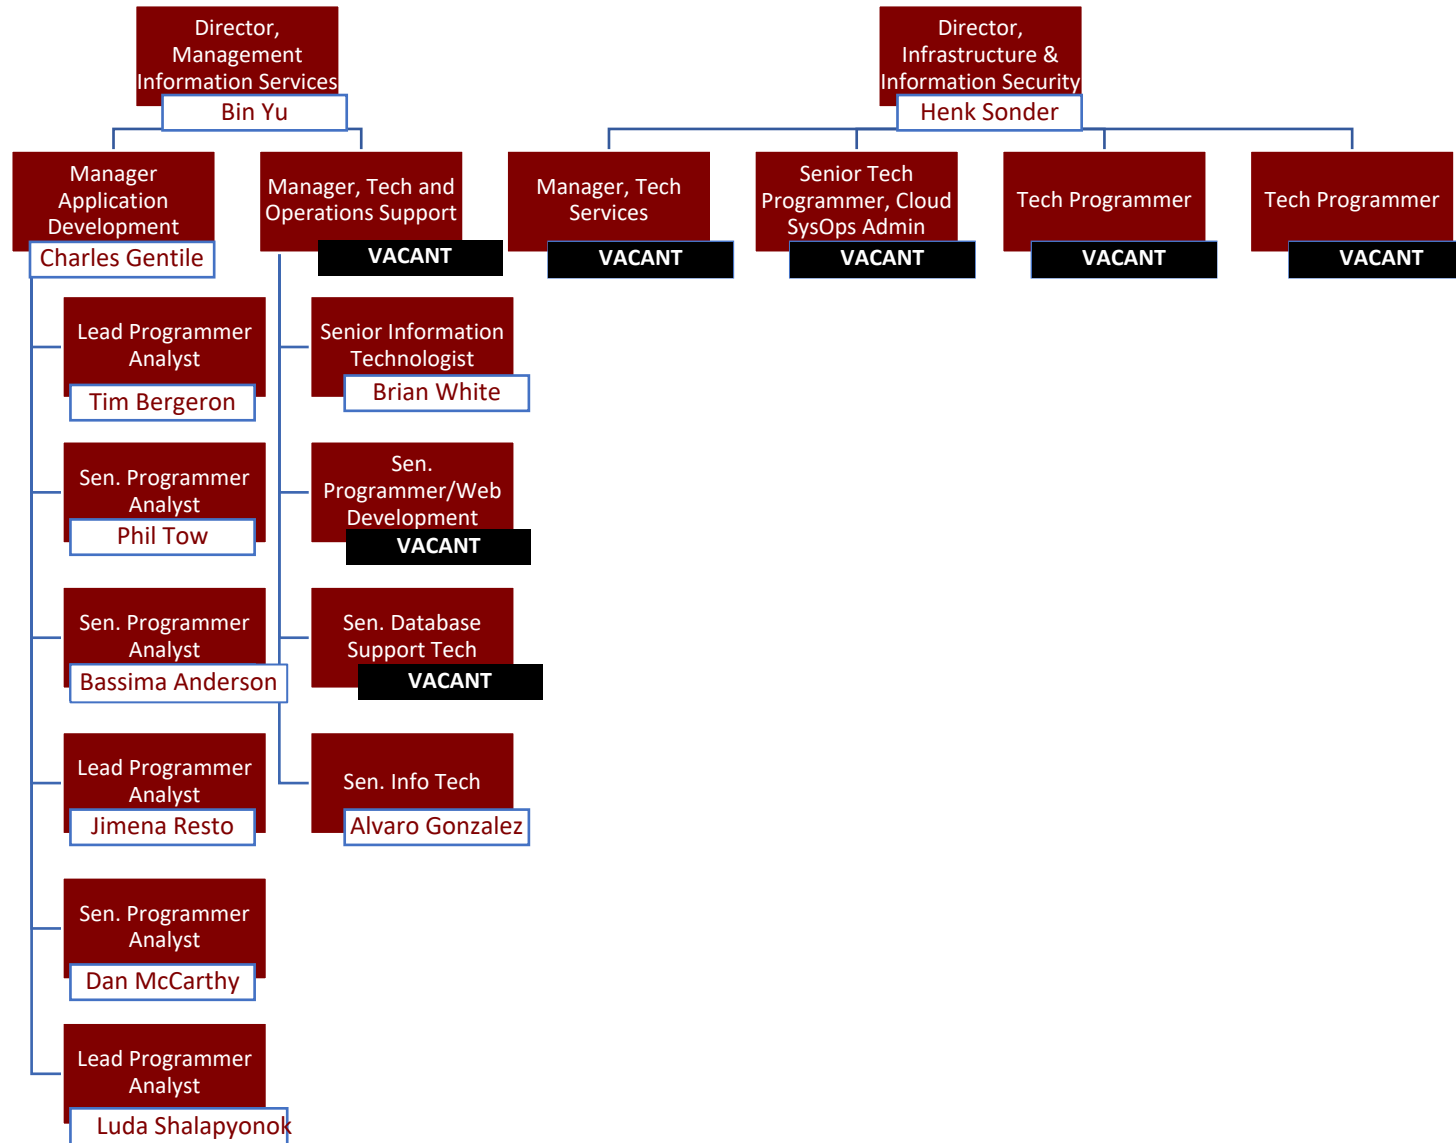 Director,
Management
Information Services
Bin Yu
Director,
Infrastructure &
Information Security
Henk Sonder
Manager
Application
Development
Charles Gentile
Manager, Tech and
Operations Support
VACANT
Manager, Tech
Services
VACANT
Senior Tech
Programmer, Cloud
SysOps Admin
VACANT
Tech Programmer
VACANT
Tech Programmer
VACANT
Lead Programmer
Analyst
Tim Bergeron
Senior Information
Technologist
Brian White
Sen. Programmer
Analyst
Phil Tow
Sen.
Programmer/Web
Development
VACANT
Sen. Programmer
Analyst
Bassima Anderson
Sen. Database
Support Tech
VACANT
Lead Programmer
Analyst
Jimena Resto
Sen. Info Tech
Alvaro Gonzalez
Sen. Programmer
Analyst
Dan McCarthy
Lead Programmer
Analyst
Luda Shalapyonok